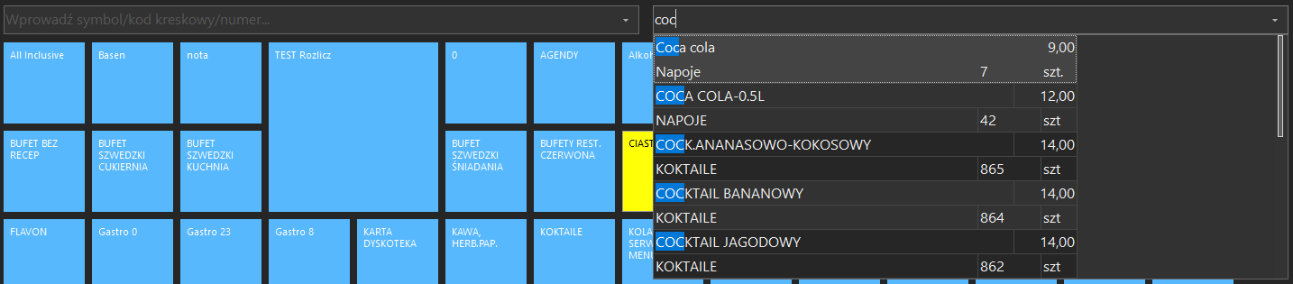 Wprowadź symbol/kod kreskowy/numer...
coc
All Inclusive
Basen
nota
TEST Rozlicz
0
AGENDY
Alkoh
Coca cola 9,00
Napoje 7 szt.
COCA COLA-0.5L 12,00
NAPOJE 42 szt
COCK.ANANASOWO-KOKOSOWY 14,00
KOKTAILE 865 szt
COCKTAIL BANANOWY 14,00
KOKTAILE 864 szt
COCKTAIL JAGODOWY 14,00
KOKTAILE 862 szt
BUFET BEZ
RECEP
BUFET
SZWEDZKI
CUKIERNIA
BUFET
SZWEDZKI
KUCHNIA
BUFET
SZWEDZKI
ŚNIADANIA
BUFETY REST.
CZERWONA
CIAST
FLAVON
Gastro 0
Gastro 23
Gastro 8
KARTA
DYSKOTEKA
KAWA,
HERB.PAP.
KOKTAILE
KOLA
SERW
MENU